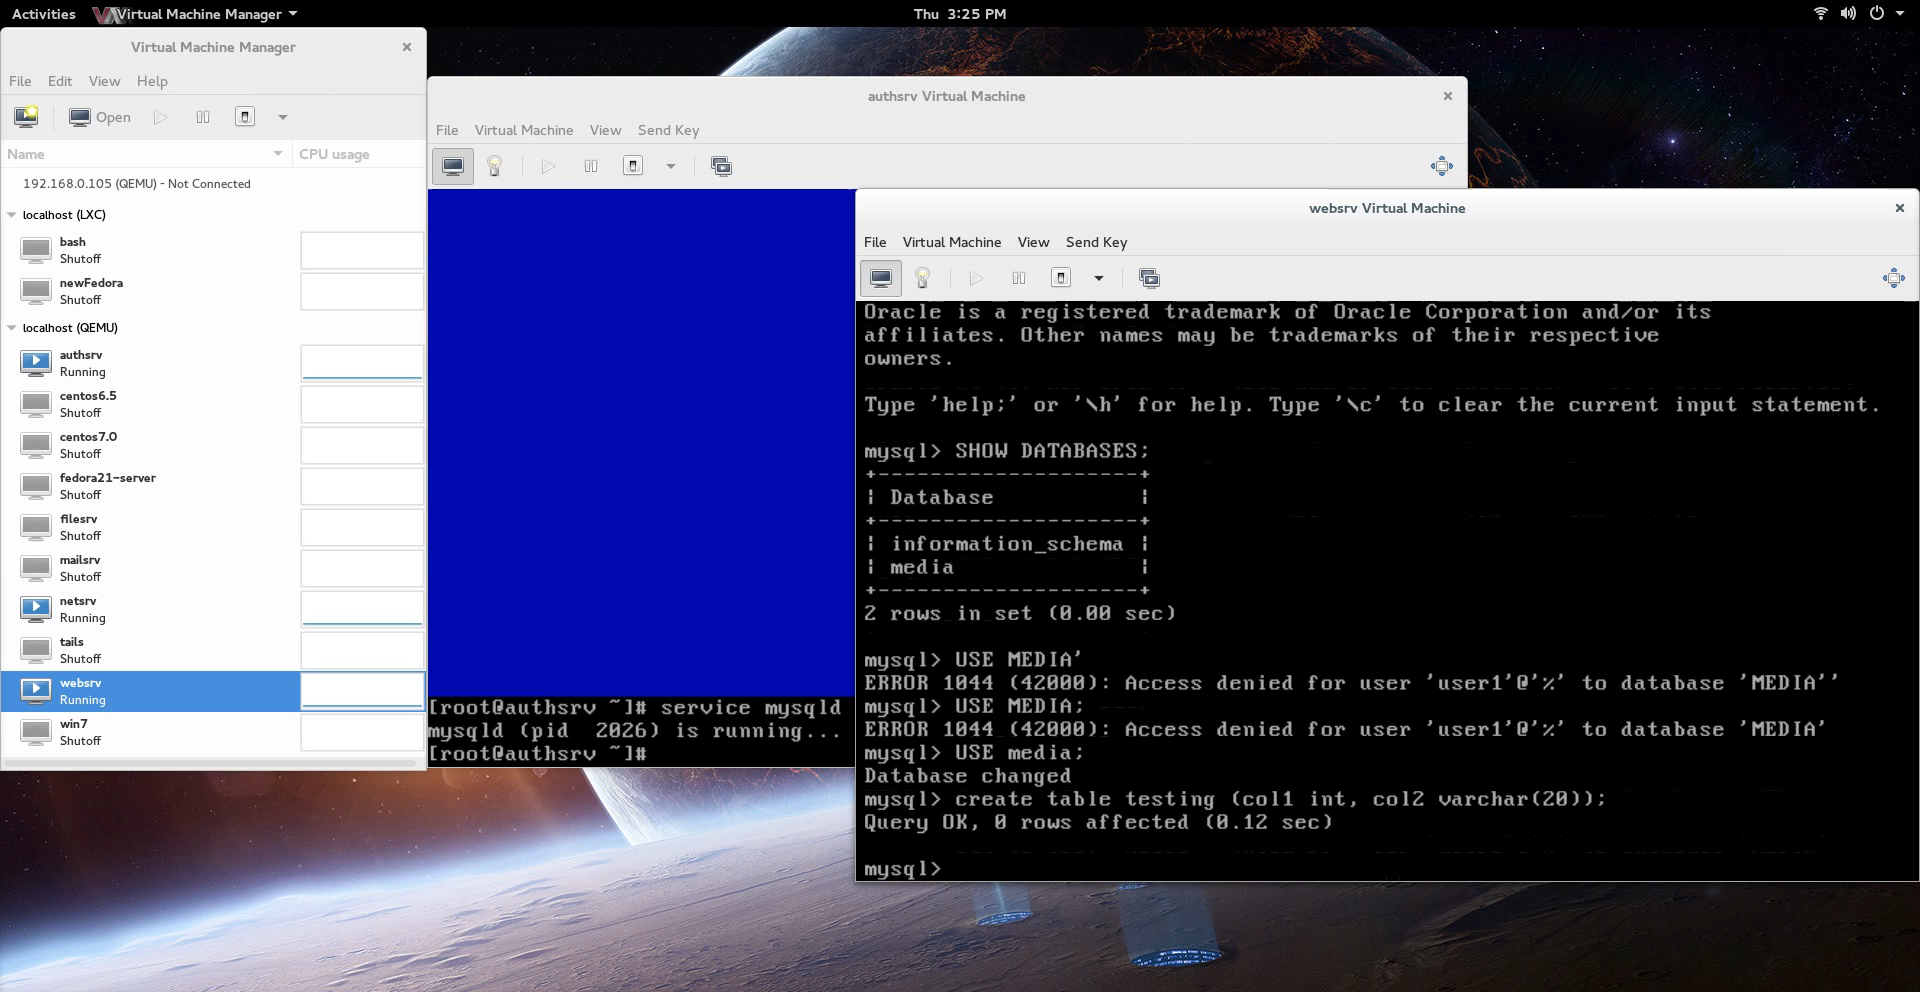 Activities Virtual Machine Manager Thu 3:25 PM
Virtual Machine Manager
File Edit View Help
Open
Name CPU usage
192.168.0.105 (QEMU) - Not Connected
localhost (LXC)
bash
Shutoff
newFedora
Shutoff
localhost (QEMU)
authsrv
Running
centos6.5
Shutoff
centos7.0
Shutoff
fedora21-server
Shutoff
filesrv
Shutoff
mailsrv
Shutoff
netsrv
Running
tails
Shutoff
websrv
Running
win7
Shutoff
authsrv Virtual Machine
File Virtual Machine View Send Key
[root@authsrv ~]# service mysqld
mysqld (pid  2026) is running...
[root@authsrv ~]#
websrv Virtual Machine
File Virtual Machine View Send Key
Oracle is a registered trademark of Oracle Corporation and/or its
affiliates. Other names may be trademarks of their respective
owners.
Type 'help;' or '\h' for help. Type '\c' to clear the current input statement.
mysql> SHOW DATABASES;
+--------------------+
| Database           |
+--------------------+
| information_schema |
| media              |
+--------------------+
2 rows in set (0.00 sec)
mysql> USE MEDIA'
ERROR 1044 (42000): Access denied for user 'user1'@'%' to database 'MEDIA''
mysql> USE MEDIA;
ERROR 1044 (42000): Access denied for user 'user1'@'%' to database 'MEDIA'
mysql> USE media;
Database changed
mysql> create table testing (col1 int, col2 varchar(20));
Query OK, 0 rows affected (0.12 sec)
mysql>